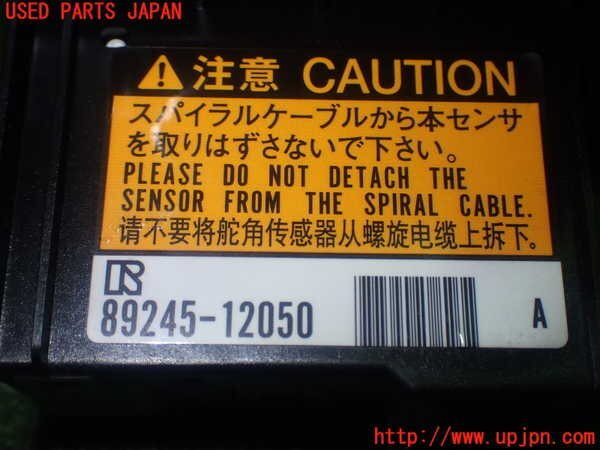 USED PARTS JAPAN
注意 CAUTION
スパイラルケーブルから本センサ
を取りはずさないで下さい。
PLEASE DO NOT DETACH THE
SENSOR FROM THE SPIRAL CABLE.
请不要将舵角传感器从螺旋电缆上拆下。
89245-12050 A
http://www.upjpn.com